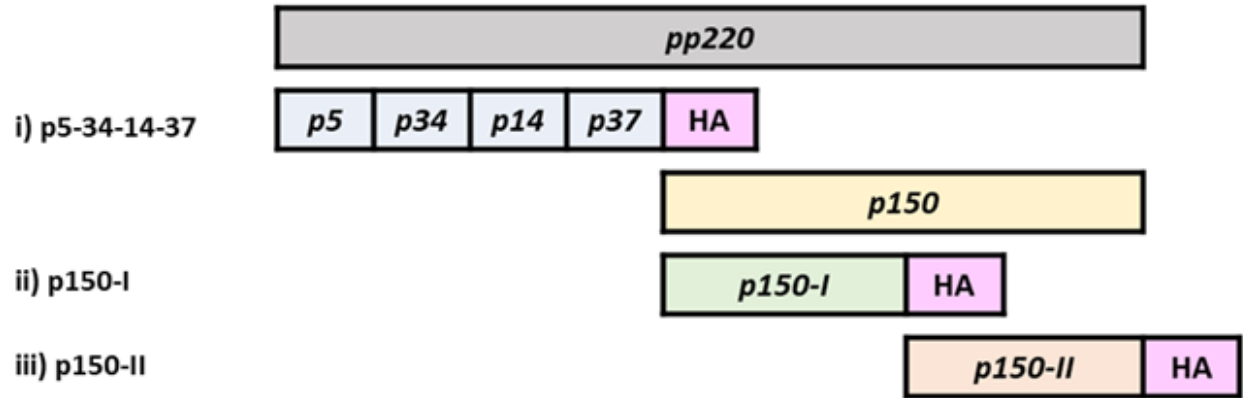 pp220
i) p5-34-14-37 p5 p34 p14 p37 HA
p150
ii) p150-I p150-I HA
iii) p150-II p150-II HA